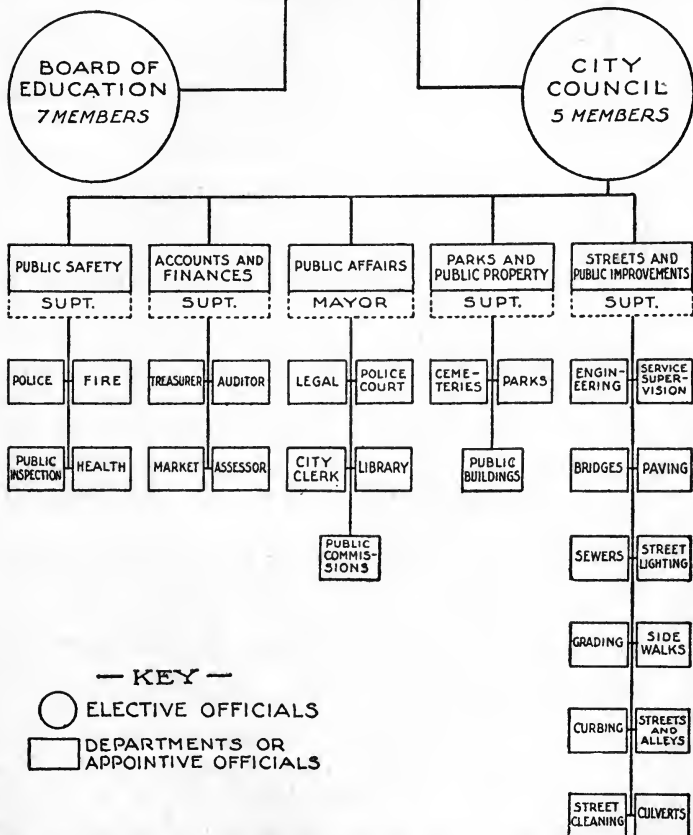 BOARD OF
EDUCATION
7 MEMBERS
CITY
COUNCIL
5 MEMBERS
PUBLIC SAFETY
SUPT.
ACCOUNTS AND
FINANCES
SUPT.
PUBLIC AFFAIRS
MAYOR
PARKS AND
PUBLIC PROPERTY
SUPT.
STREETS AND
PUBLIC IMPROVEMENTS
SUPT.
POLICE
FIRE
PUBLIC
INSPECTION
HEALTH
TREASURER
AUDITOR
MARKET
ASSESSOR
LEGAL
POLICE
COURT
CITY
CLERK
LIBRARY
PUBLIC
COMMIS-
SIONS
CEME-
TERIES
PARKS
PUBLIC
BUILDINGS
ENGIN-
EERING
SERVICE
SUPER-
VISION
BRIDGES
PAVING
SEWERS
STREET
LIGHTING
GRADING
SIDE
WALKS
CURBING
STREETS
AND
ALLEYS
STREET
CLEANING
CULVERTS
— KEY —
ELECTIVE OFFICIALS
DEPARTMENTS OR
APPOINTIVE OFFICIALS